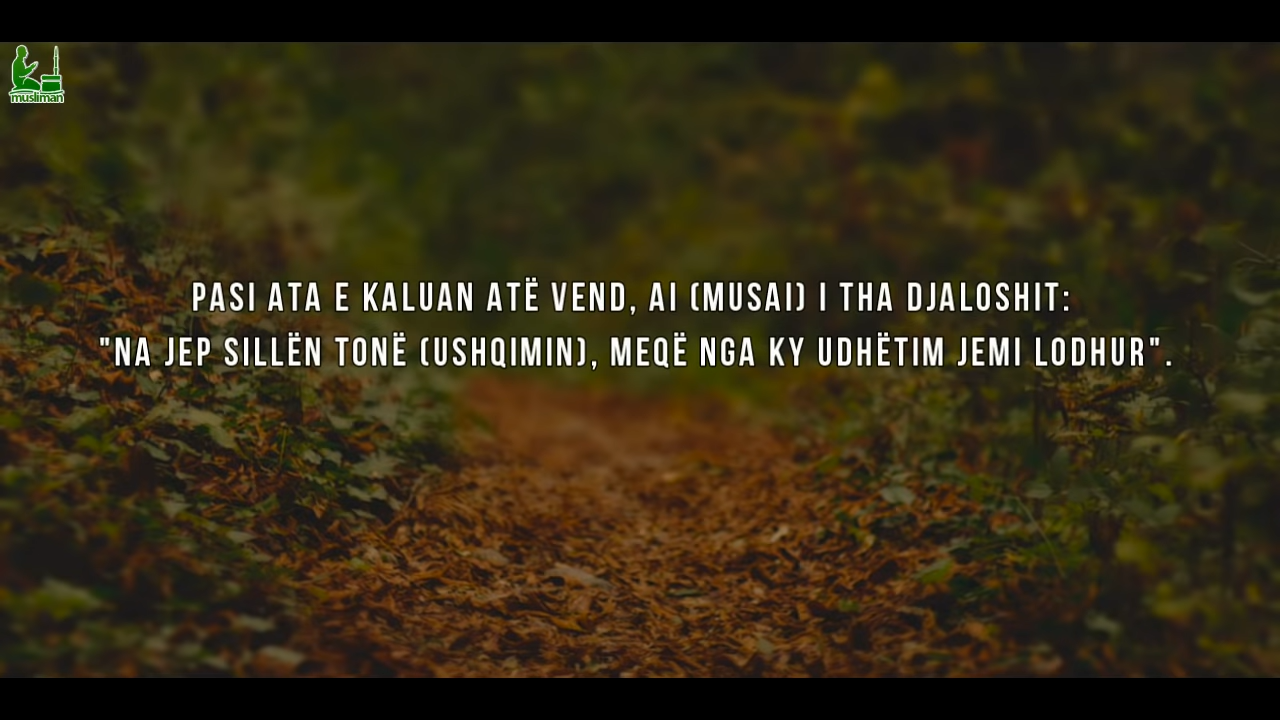 musliman
PASI ATA E KALUAN ATË VEND, AI (MUSAI) I THA DJALOSHIT:
"NA JEP SILLËN TONË (USHQIMIN), MEQË NGA KY UDHËTIM JEMI LODHUR".